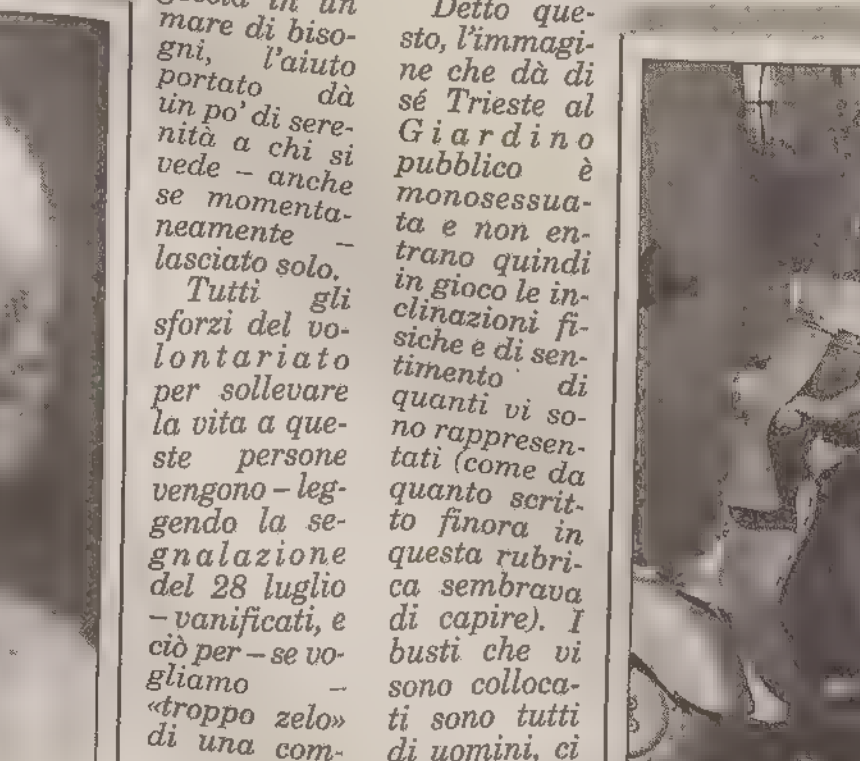 in un
mare di biso-
gni, l'aiuto
portato dà
un po' di sere-
nità a chi si
vede – anche
se momenta-
neamente –
lasciato solo.
Tutti gli
sforzi del vo-
lontariato
per sollevare
la vita a que-
ste persone
vengono – leg-
gendo la se-
gnalazione
del 28 luglio
– vanificati, e
ciò per – se vo-
gliamo –
«troppo zelo»
di una com-
Detto que-
sto, l'immagi-
ne che dà di
sé Trieste al
Giardino
pubblico è
monosessua-
ta e non en-
trano quindi
in gioco le in-
clinazioni fi-
siche e di sen-
timento di
quanti vi so-
no rappresen-
tati (come da
quanto scrit-
to finora in
questa rubri-
ca sembrava
di capire). I
busti che vi
sono colloca-
ti sono tutti
di uomini, ci